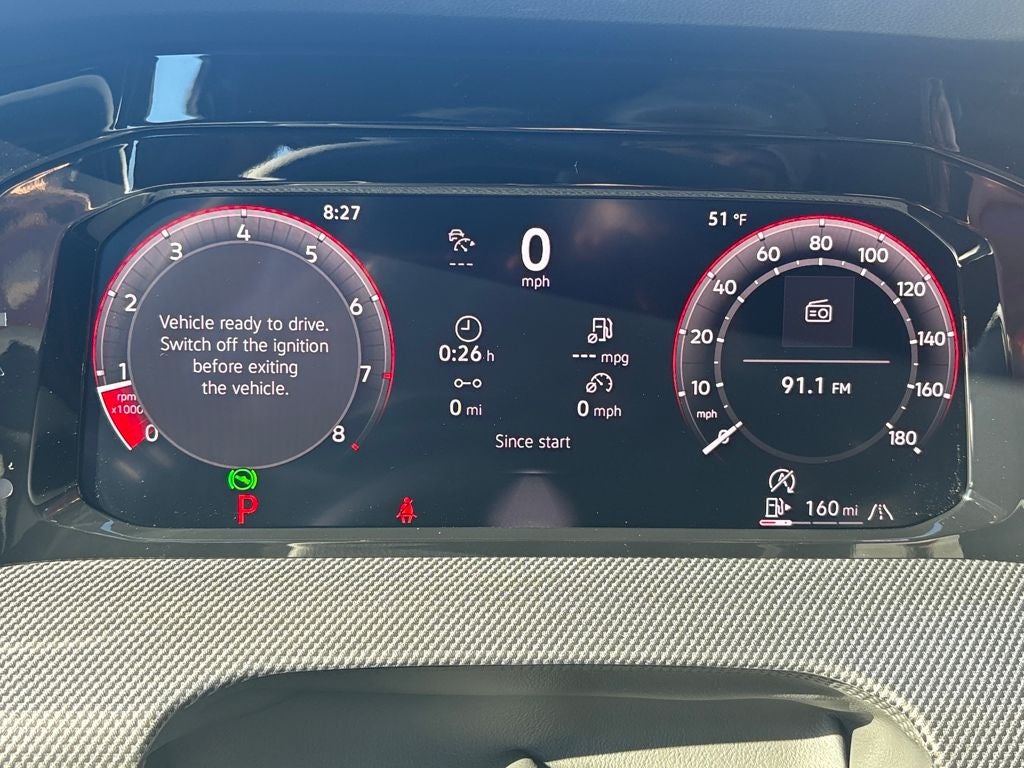 8:27
51 °F
0
mph
---
0:26 h
--- mpg
0 mi
0 mph
Since start
Vehicle ready to drive.
Switch off the ignition
before exiting
the vehicle.
rpm
x1000
0
1
2
3
4
5
6
7
8
P
mph
0
10
20
40
60
80
100
120
140
160
180
91.1 FM
A
160 mi